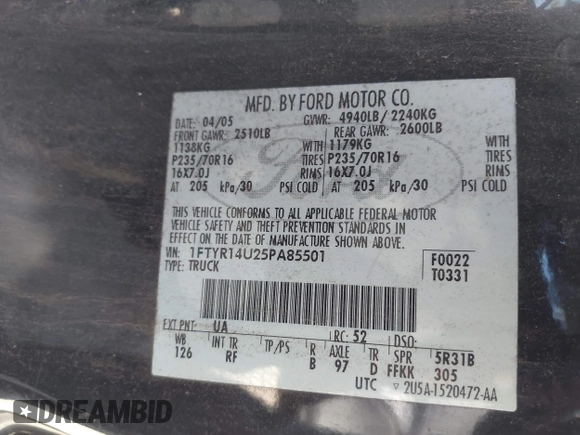 MFD. BY FORD MOTOR CO.
DATE: 04/05 GVWR: 4940LB/ 2240KG
FRONT GAWR: 2510LB REAR GAWR: 2600LB
1138KG 1179KG
P235/70R16 TIRES P235/70R16 TIRES
16X7.0J RIMS 16X7.0J RIMS
AT 205 kPa/30 PSI COLD AT 205 kPa/30 PSI COLD
Ford
THIS VEHICLE CONFORMS TO ALL APPLICABLE FEDERAL MOTOR
VEHICLE SAFETY AND THEFT PREVENTION STANDARDS IN
EFFECT ON THE DATE OF MANUFACTURE SHOWN ABOVE.
VIN: 1FTYR14U25PA85501 F0022
TYPE: TRUCK T0331
EXT PNT: UA RC: 52 DSO:
WB INT TR TP/PS R AXLE TR SPR 5R31B
126 RF B 97 D FFKK 305
UTC ▽ 2U5A-1520472-AA
DREAMBID